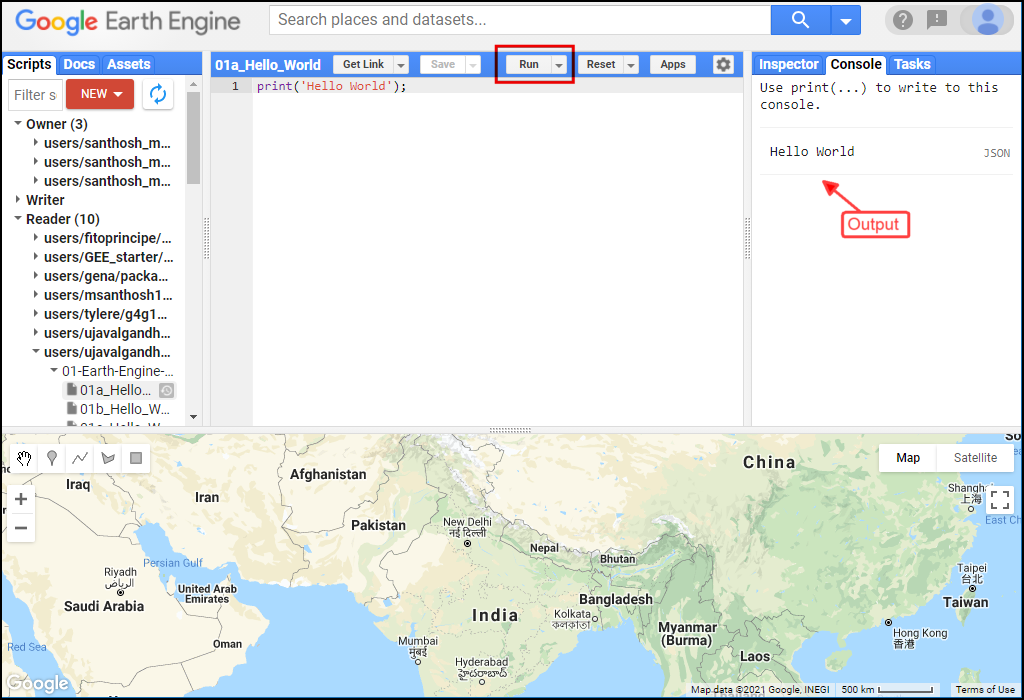 Google Earth Engine
Search places and datasets...
Scripts Docs Assets
Filter s NEW
Owner (3)
users/santhosh_m...
users/santhosh_m...
users/santhosh_m...
Writer
Reader (10)
users/fitoprincipe/...
users/GEE_starter/...
users/gena/packa...
users/msanthosh1...
users/tylere/g4g1...
users/ujavalgandh...
users/ujavalgandh...
01-Earth-Engine-...
01a_Hello...
01b_Hello_W...
01a_Hello_World Get Link Save Run Reset Apps
1 print('Hello World');
Inspector Console Tasks
Use print(...) to write to this
console.
Hello World JSON
Output
Map Satellite
So
China
Afghanistan
Iraq
Iran
Shangh
上海
Pakistan
New Delhi
नई दिल्ली
East Ch
Nepal
Bhutan
Persian Gulf
Riyadh
الرياض
Taipei
台北
United Arab
Emirates
Saudi Arabia
Bangladesh
Taiwan
India
Kolkata
কলকাতা
Myanmar
(Burma)
Hong Kong
香港
Oman
Mumbai
मुंबई
Red Sea
Laos
Hyderabad
హైదరాబాద్
Google
Map data ©2021 Google, INEGI 500 km Terms of Use